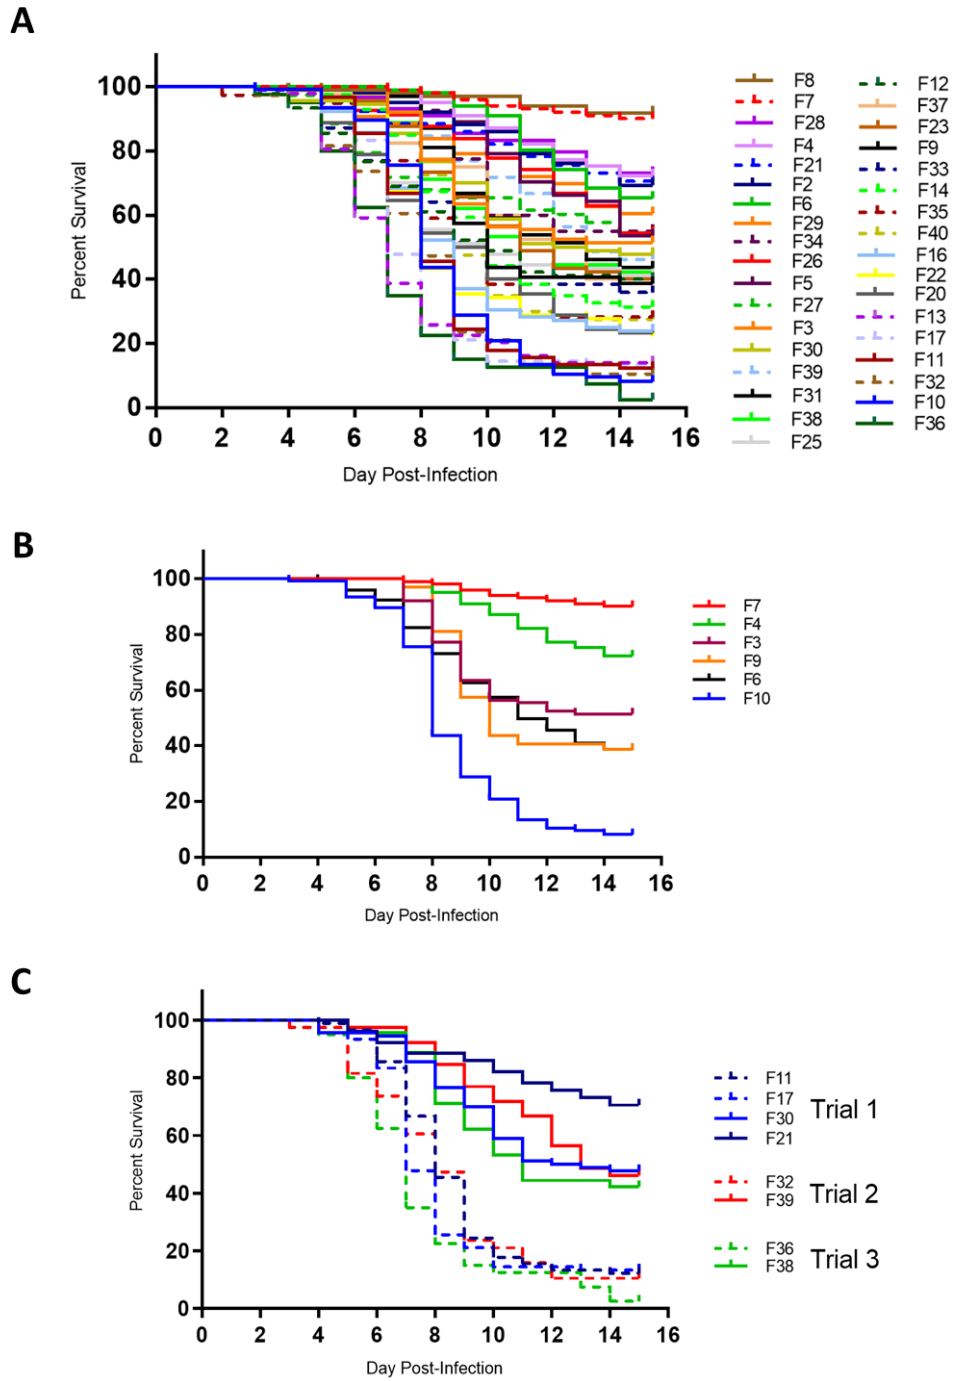 A
Percent Survival
100
80
60
40
20
0
0 2 4 6 8 10 12 14 16
Day Post-Infection
F8
F7
F28
F4
F21
F2
F6
F29
F34
F26
F5
F27
F3
F30
F39
F31
F38
F25
F12
F37
F23
F9
F33
F14
F35
F40
F16
F22
F20
F13
F17
F11
F32
F10
F36
B
Percent Survival
100
80
60
40
20
0
0 2 4 6 8 10 12 14 16
Day Post-Infection
F7
F4
F3
F9
F6
F10
C
Percent Survival
100
80
60
40
20
0
0 2 4 6 8 10 12 14 16
Day Post-Infection
F11
F17
F30
F21
Trial 1
F32
F39
Trial 2
F36
F38
Trial 3